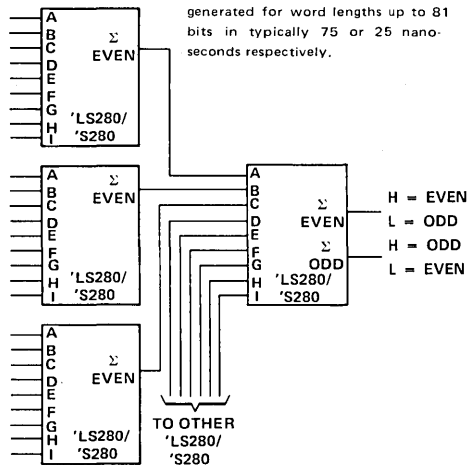 generated for word lengths up to 81
bits in typically 75 or 25 nano-
seconds respectively.
A
B
C
D
E
F
G
H
I
Σ
EVEN
'LS280/
'S280
A
B
C
D
E
F
G
H
I
Σ
EVEN
'LS280/
'S280
A
B
C
D
E
F
G
H
I
Σ
EVEN
'LS280/
'S280
A
B
C
D
E
F
G
H
I
Σ
EVEN
Σ
ODD
'LS280/
'S280
H = EVEN
L = ODD
H = ODD
L = EVEN
TO OTHER
'LS280/
'S280